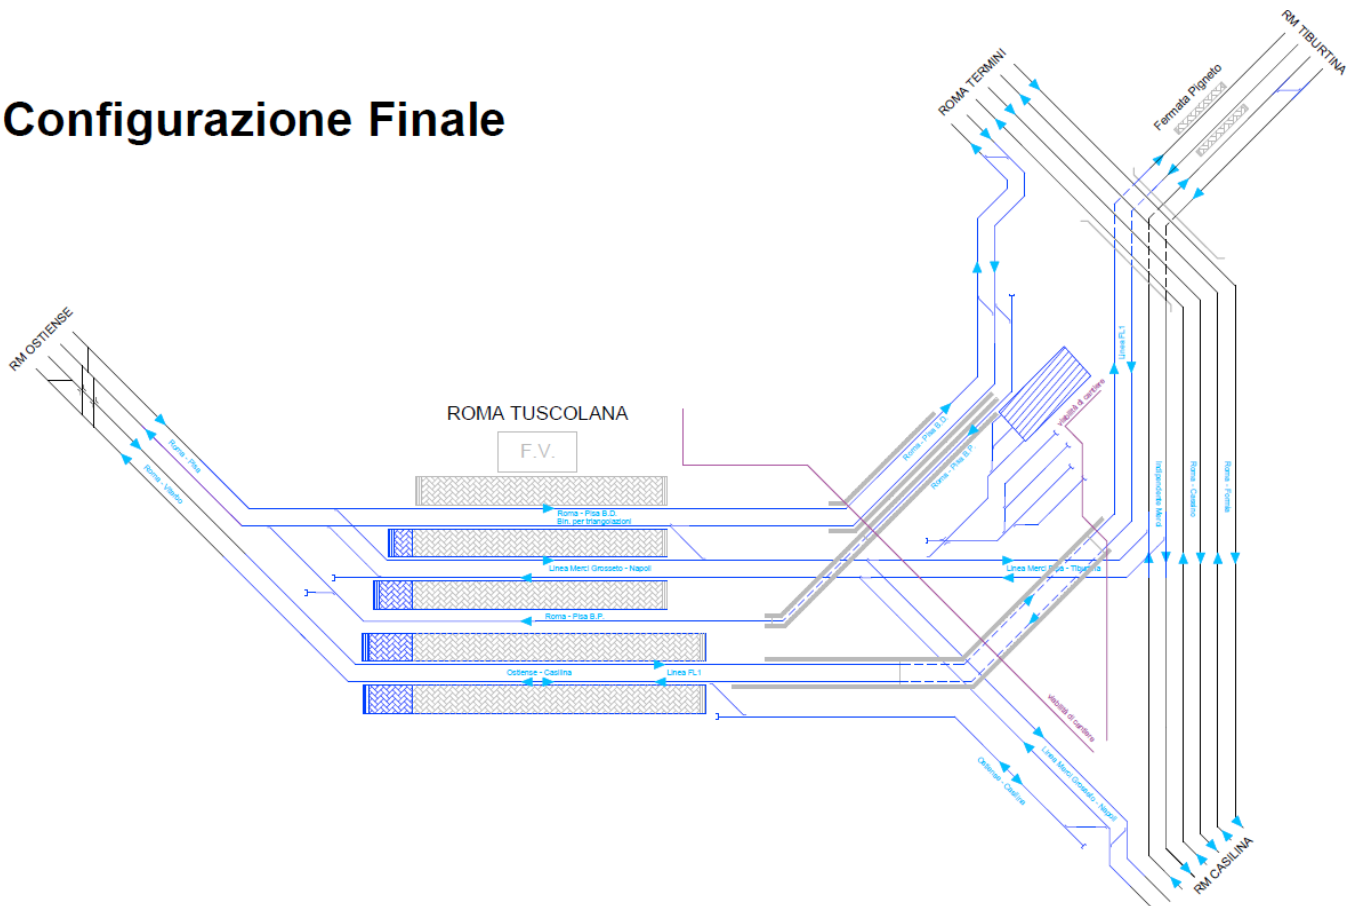 RM TIBURTINA
ROMA TERMINI
Fermata Pigneto
Configurazione Finale
RM OSTIENSE
Linea FL1
viabilità di cantiere
ROMA TUSCOLANA
F.V.
Roma - Pisa
Roma - Viterbo
Roma - Pisa B.D.
Roma - Pisa B.P.
Indipendente Merci
Roma - Cassino
Roma - Formia
Roma - Pisa B.D.
Bin. per triangolazioni
Linea Merci Grosseto - Napoli
Linea Merci Pisa - Tiburtina
Roma - Pisa B.P.
Ostiense - Casilina
Linea FL1
viabilità di cantiere
Ostiense - Casilina
Linea Merci Grosseto - Napoli
RM CASILINA